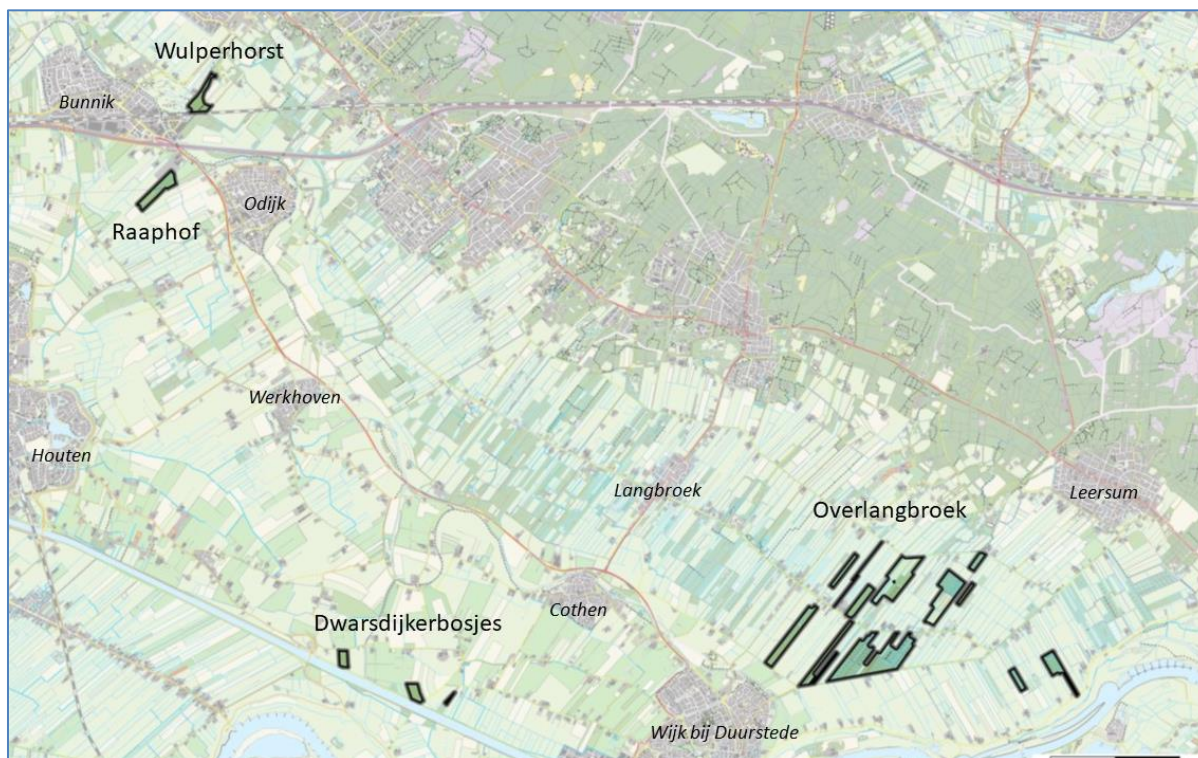 Wulperhorst
Bunnik
Odijk
Raaphof
Werkhoven
Houten
Langbroek
Leersum
Overlangbroek
Cothen
Dwarsdijkerbosjes
Wijk bij Duurstede